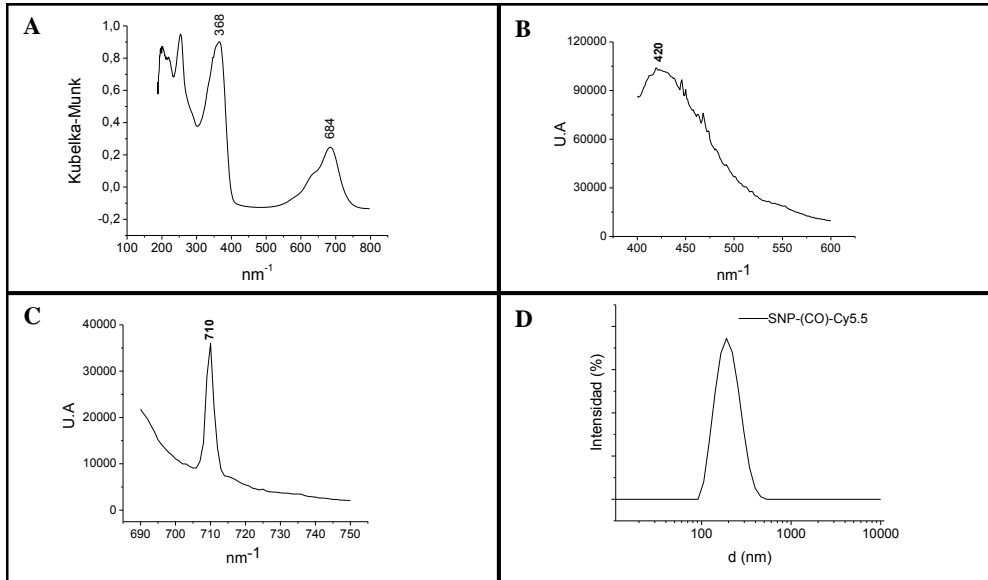 A
368
684
1,0
0,8
0,6
0,4
0,2
0,0
-0,2
Kubelka-Munk
100 200 300 400 500 600 700 800
nm-1
B
420
120000
90000
60000
30000
0
U.A
400 450 500 550 600
nm-1
C
710
40000
30000
20000
10000
0
U.A
690 700 710 720 730 740 750
nm-1
D
SNP-(CO)-Cy5.5
Intensidad (%)
100 1000 10000
d (nm)